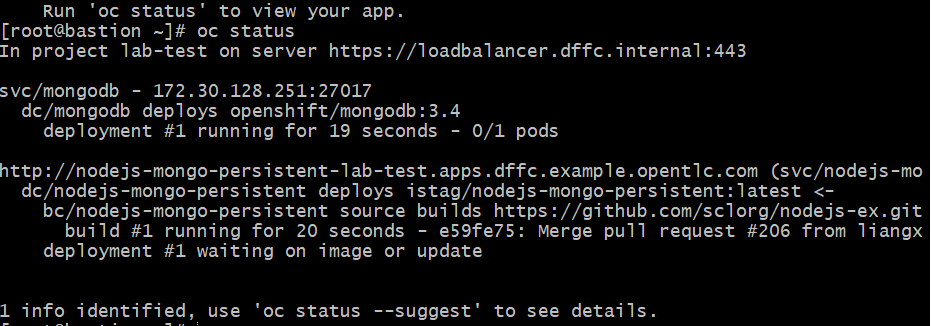 Run 'oc status' to view your app.
[root@bastion ~]# oc status
In project lab-test on server https://loadbalancer.dffc.internal:443
svc/mongodb - 172.30.128.251:27017
dc/mongodb deploys openshift/mongodb:3.4
deployment #1 running for 19 seconds - 0/1 pods
http://nodejs-mongo-persistent-lab-test.apps.dffc.example.opentlc.com (svc/nodejs-mo
dc/nodejs-mongo-persistent deploys istag/nodejs-mongo-persistent:latest <-
bc/nodejs-mongo-persistent source builds https://github.com/sclorg/nodejs-ex.git
build #1 running for 20 seconds - e59fe75: Merge pull request #206 from liangx
deployment #1 waiting on image or update
1 info identified, use 'oc status --suggest' to see details.